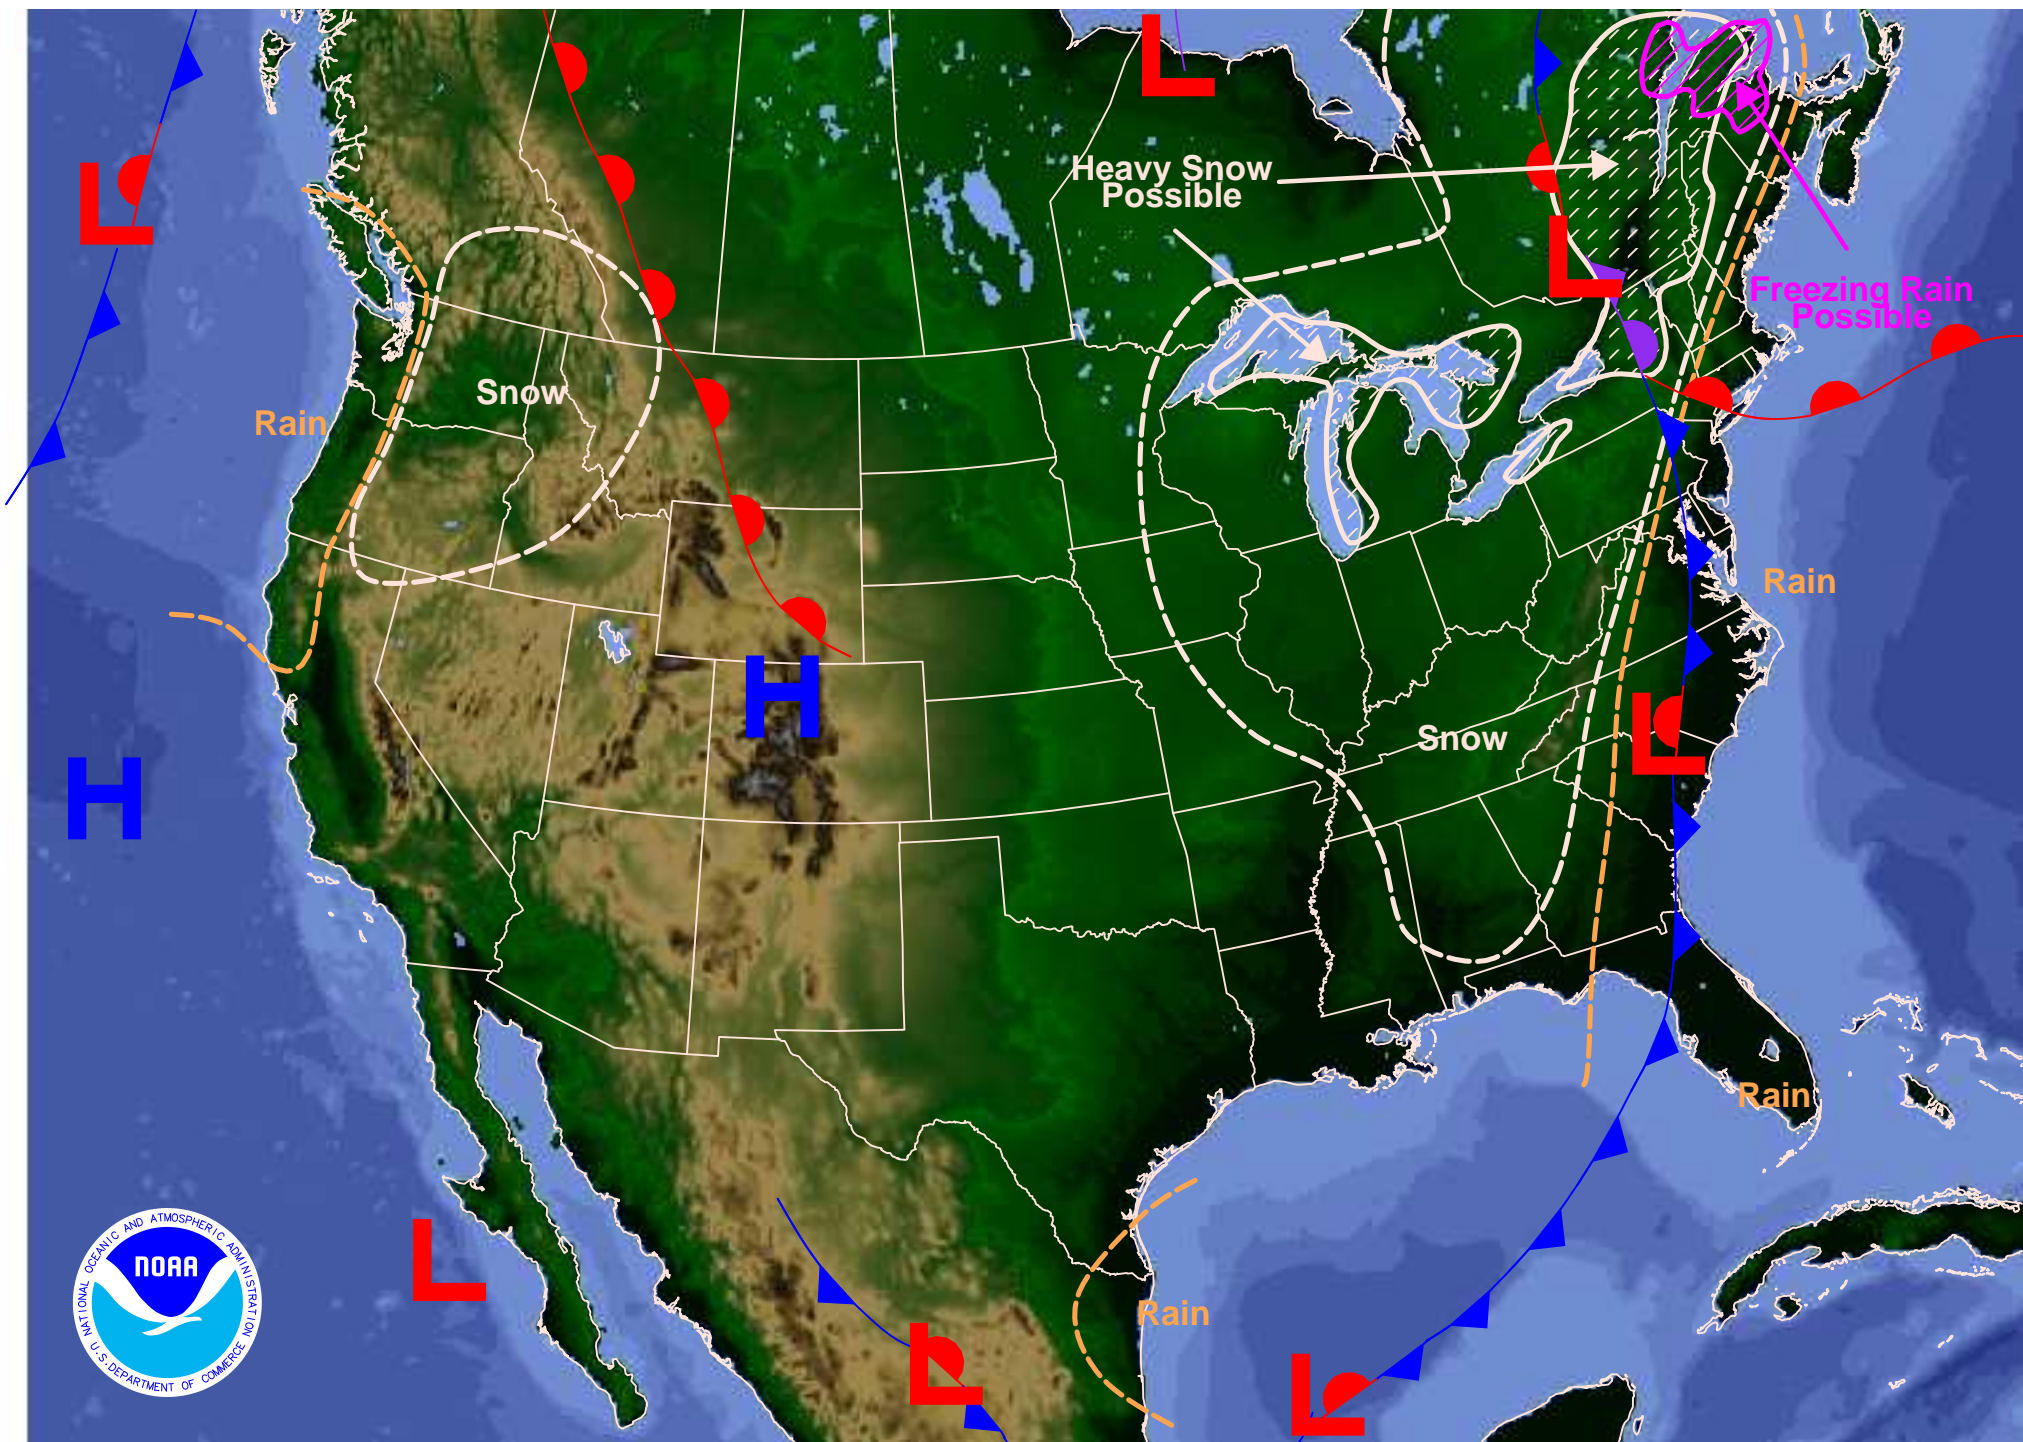 L
L
Heavy Snow
Possible
L
Freezing Rain
Possible
Snow
Rain
Rain
H
L
Snow
H
Rain
L
NATIONAL OCEANIC AND ATMOSPHERIC ADMINISTRATION
NOAA
U.S. DEPARTMENT OF COMMERCE
Rain
L
L